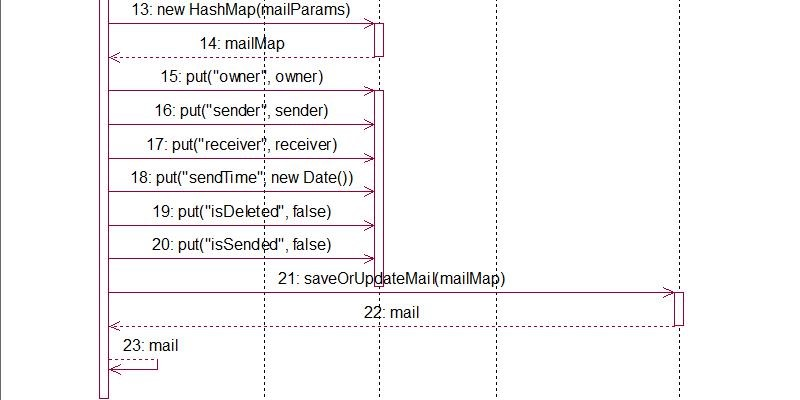 13: new HashMap(mailParams)
14: mailMap
15: put("owner", owner)
16: put("sender", sender)
17: put("receiver", receiver)
18: put("sendTime", new Date())
19: put("isDeleted", false)
20: put("isSended", false)
21: saveOrUpdateMail(mailMap)
22: mail
23: mail